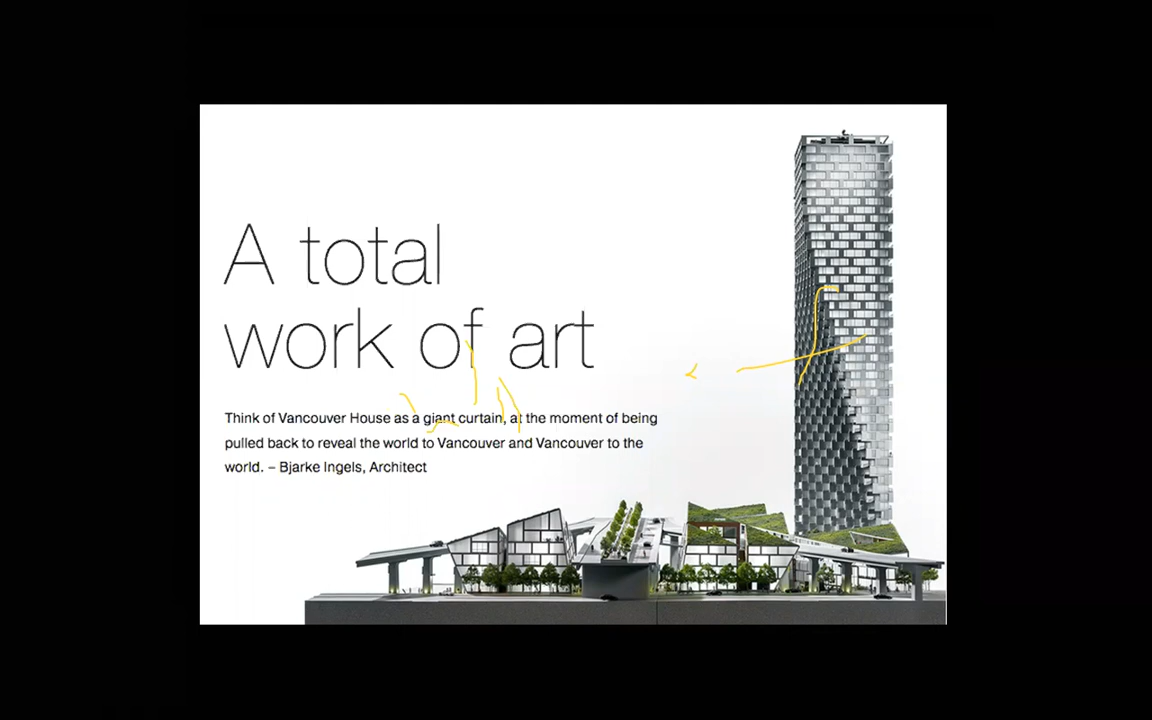 A total
work of art
Think of Vancouver House as a giant curtain, at the moment of being
pulled back to reveal the world to Vancouver and Vancouver to the
world. – Bjarke Ingels, Architect